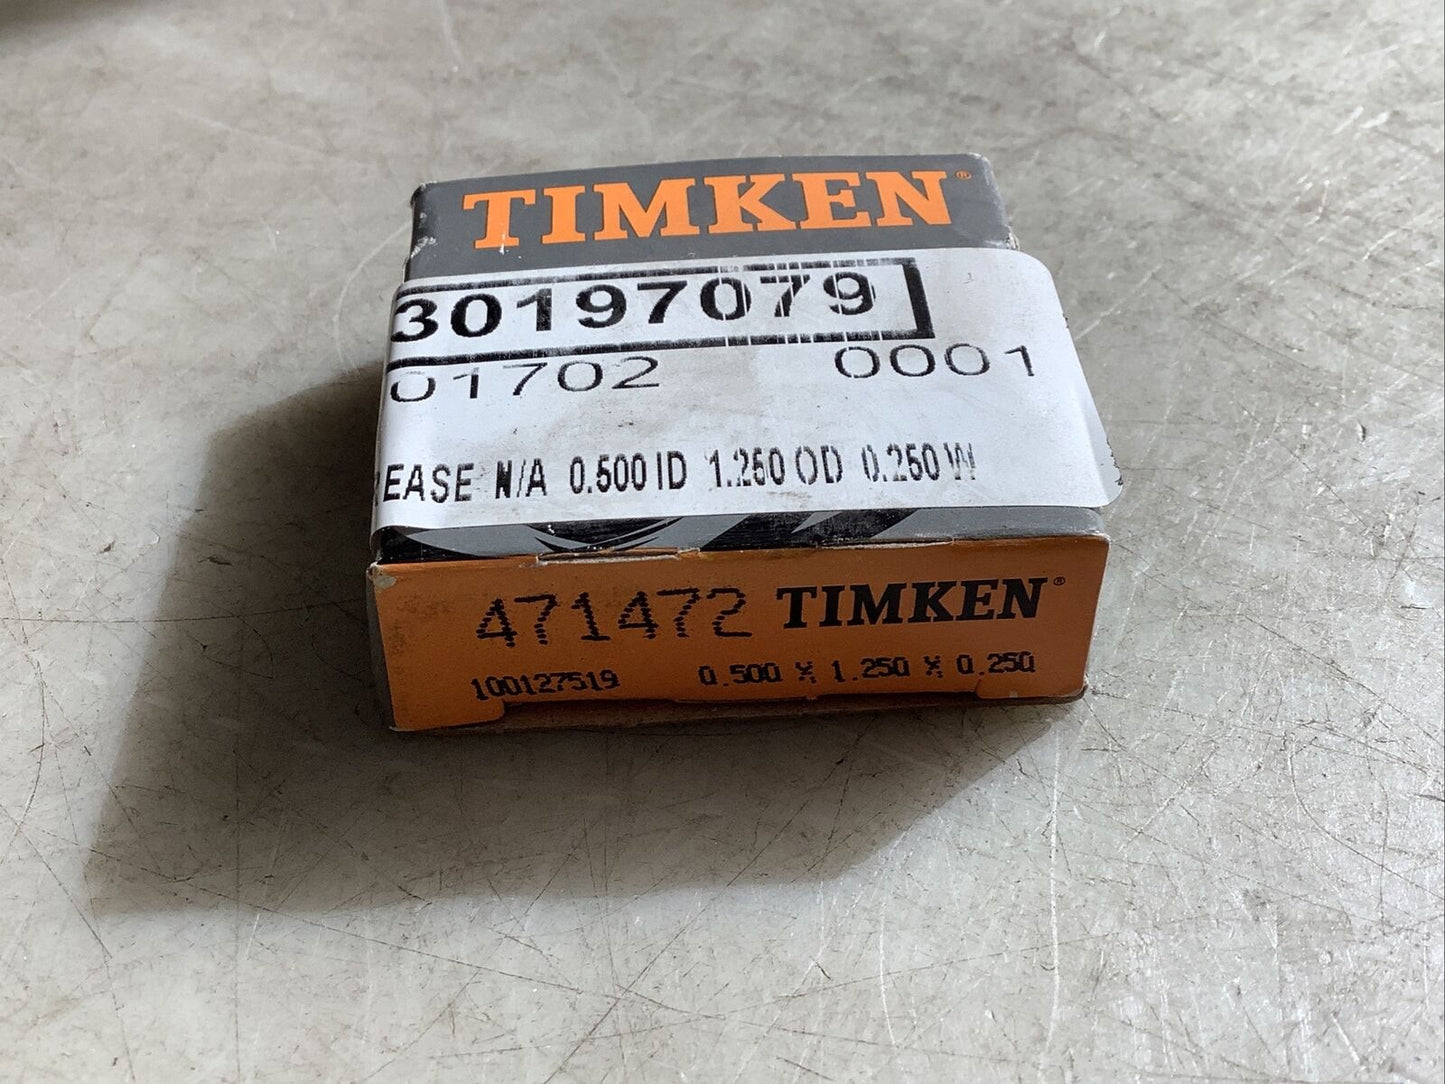 TIMKEN®
30197079
01702 0001
EASE N/A 0.500 ID 1.250 OD 0.250 W
471472 TIMKEN®
100127519 0.500 X 1.250 X 0.250